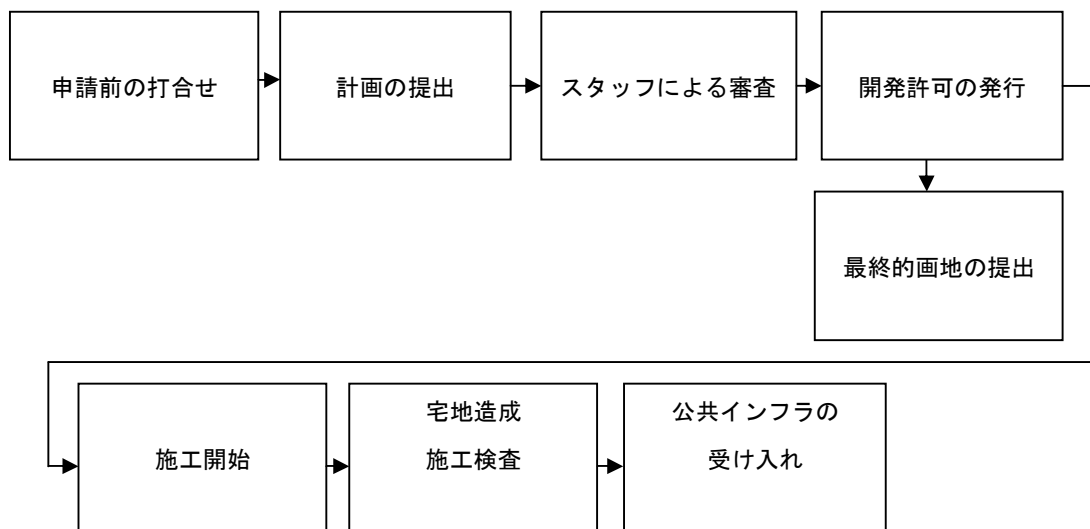 申請前の打合せ
計画の提出
スタッフによる審査
開発許可の発行
最終的画地の提出
施工開始
宅地造成
施工検査
公共インフラの
受け入れ